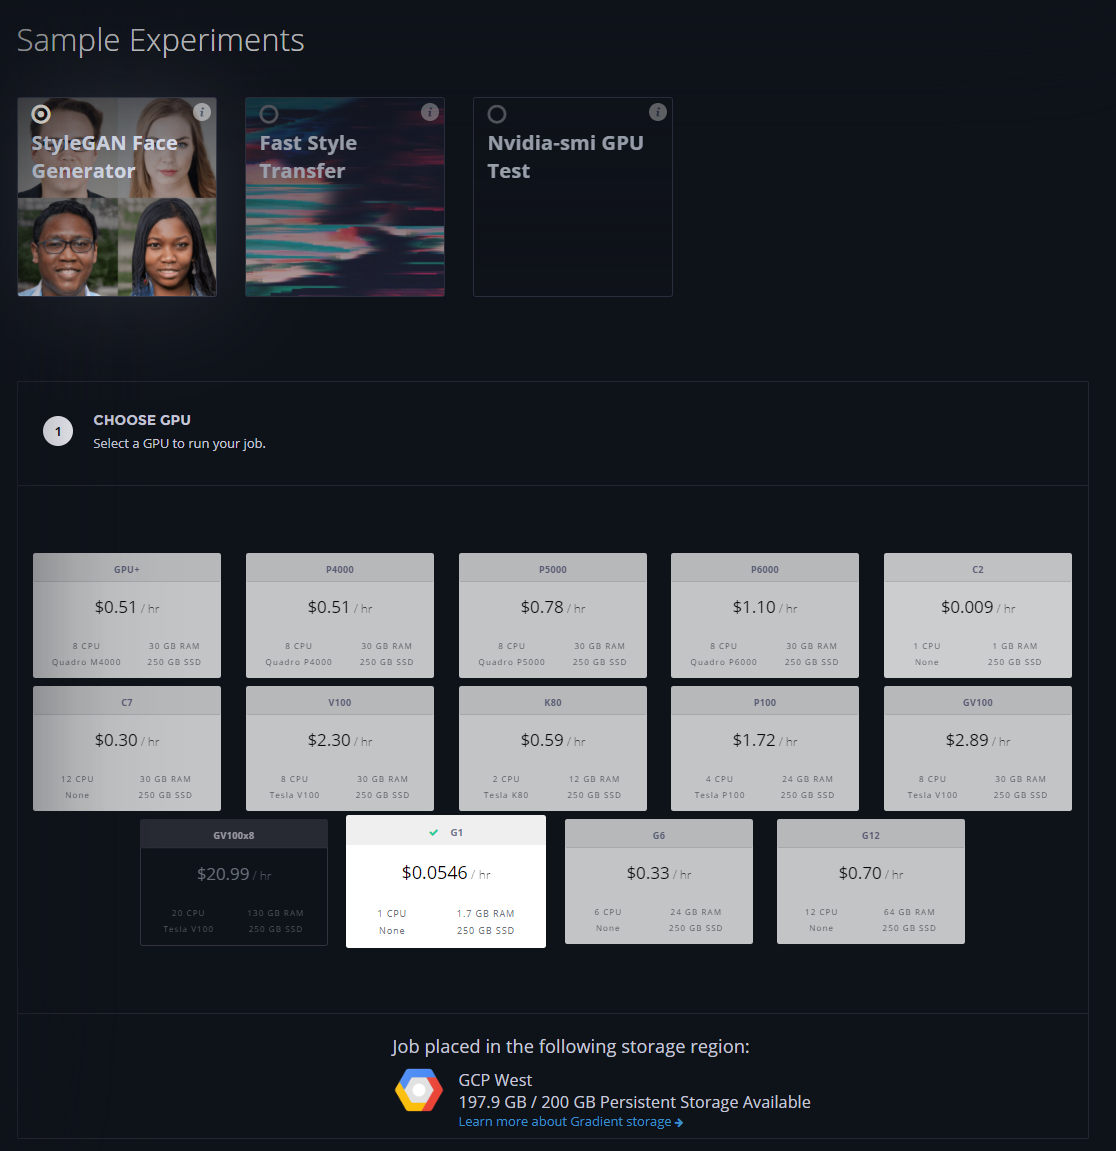 Sample Experiments
StyleGAN Face
Generator
i
Fast Style
Transfer
i
Nvidia-smi GPU
Test
i
1
CHOOSE GPU
Select a GPU to run your job.
GPU+
$0.51 / hr
8 CPU 30 GB RAM
Quadro M4000 250 GB SSD
P4000
$0.51 / hr
8 CPU 30 GB RAM
Quadro P4000 250 GB SSD
P5000
$0.78 / hr
8 CPU 30 GB RAM
Quadro P5000 250 GB SSD
P6000
$1.10 / hr
8 CPU 30 GB RAM
Quadro P6000 250 GB SSD
C2
$0.009 / hr
1 CPU 1 GB RAM
None 250 GB SSD
C7
$0.30 / hr
12 CPU 30 GB RAM
None 250 GB SSD
V100
$2.30 / hr
8 CPU 30 GB RAM
Tesla V100 250 GB SSD
K80
$0.59 / hr
2 CPU 12 GB RAM
Tesla K80 250 GB SSD
P100
$1.72 / hr
4 CPU 24 GB RAM
Tesla P100 250 GB SSD
GV100
$2.89 / hr
8 CPU 30 GB RAM
Tesla V100 250 GB SSD
GV100x8
$20.99 / hr
20 CPU 130 GB RAM
Tesla V100 250 GB SSD
G1
$0.0546 / hr
1 CPU 1.7 GB RAM
None 250 GB SSD
G6
$0.33 / hr
6 CPU 24 GB RAM
None 250 GB SSD
G12
$0.70 / hr
12 CPU 64 GB RAM
None 250 GB SSD
Job placed in the following storage region:
GCP West
197.9 GB / 200 GB Persistent Storage Available
Learn more about Gradient storage